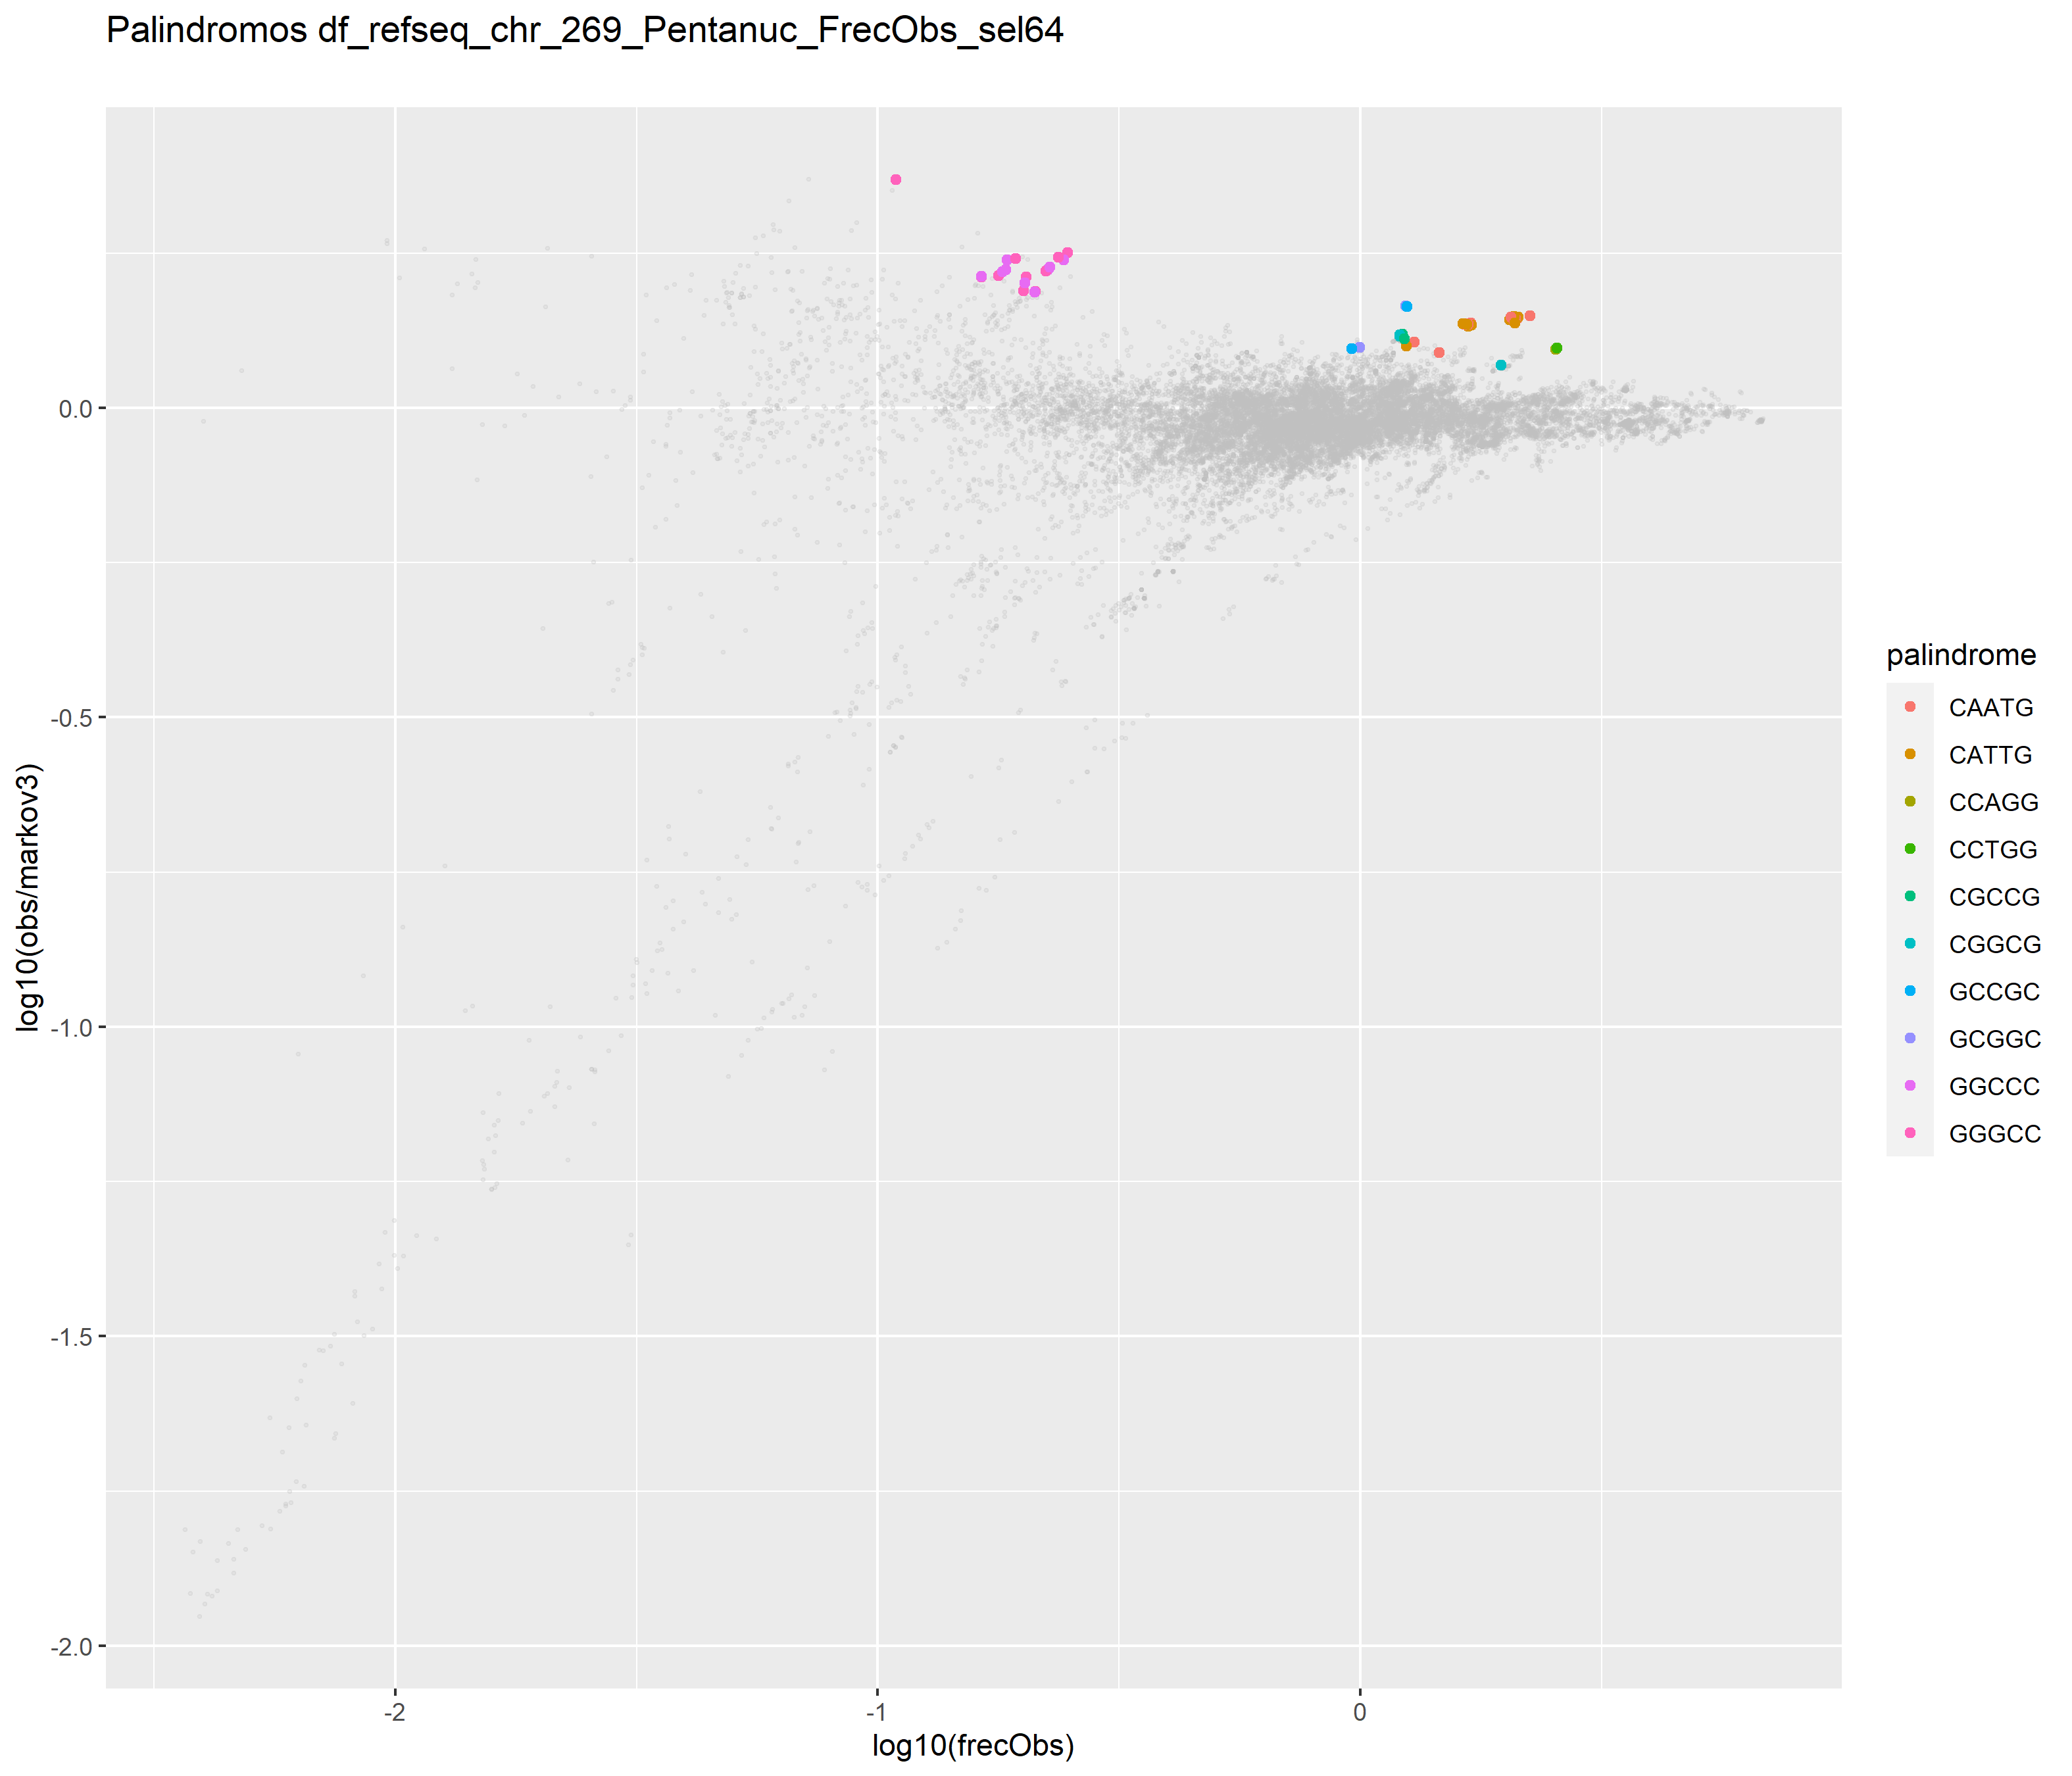 Palindromos df_refseq_chr_269_Pentanuc_FrecObs_sel64
log10(obs/markov3)
0.0
-0.5
-1.0
-1.5
-2.0
-2
-1
0
log10(frecObs)
palindrome
CAATG
CATTG
CCAGG
CCTGG
CGCCG
CGGCG
GCCGC
GCGGC
GGCCC
GGGCC